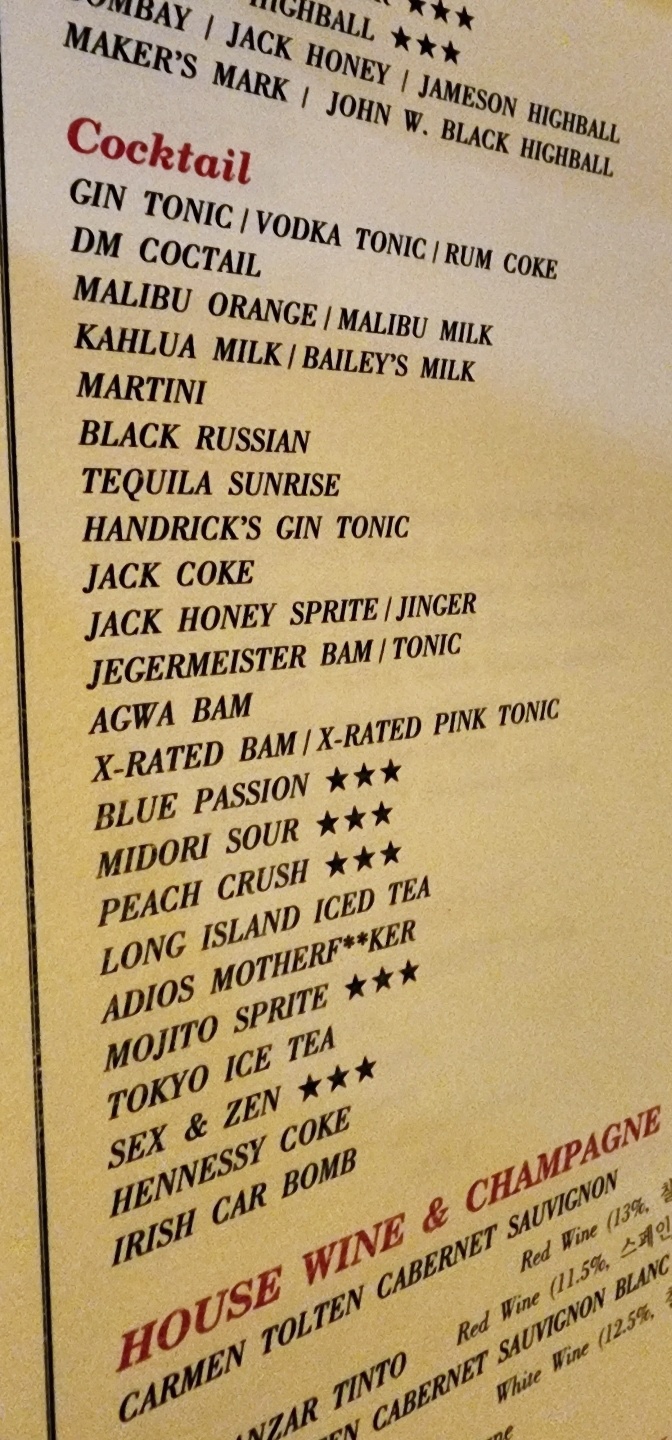 ★★★
HIGHBALL ★★★
BOMBAY / JACK HONEY / JAMESON HIGHBALL
MAKER'S MARK / JOHN W. BLACK HIGHBALL
Cocktail
GIN TONIC / VODKA TONIC / RUM COKE
DM COCTAIL
MALIBU ORANGE / MALIBU MILK
KAHLUA MILK / BAILEY'S MILK
MARTINI
BLACK RUSSIAN
TEQUILA SUNRISE
HANDRICK'S GIN TONIC
JACK COKE
JACK HONEY SPRITE / JINGER
JEGERMEISTER BAM / TONIC
AGWA BAM
X-RATED BAM / X-RATED PINK TONIC
BLUE PASSION ★★★
MIDORI SOUR ★★★
PEACH CRUSH ★★★
LONG ISLAND ICED TEA
ADIOS MOTHERF**KER
MOJITO SPRITE ★★★
TOKYO ICE TEA
SEX & ZEN ★★★
HENNESSY COKE
IRISH CAR BOMB
HOUSE WINE & CHAMPAGNE
CARMEN TOLTEN CABERNET SAUVIGNON
Red Wine (13%,
TINTO
Red Wine (11.5%, 스페인
CABERNET SAUVIGNON BLANC
White Wine (12.5%,